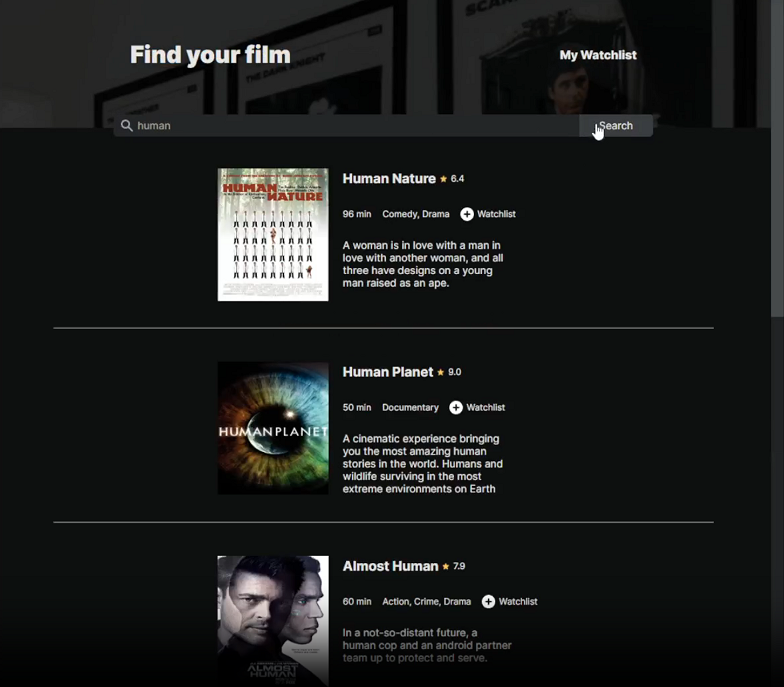 SCAR
THE DARK KNIGHT
Find your film
My Watchlist
human
Search
HUMAN
NATURE
Human Nature ★ 6.4
96 min Comedy, Drama + Watchlist
A woman is in love with a man in
love with another woman, and all
three have designs on a young
man raised as an ape.
HUMANPLANET
Human Planet ★ 9.0
50 min Documentary + Watchlist
A cinematic experience bringing
you the most amazing human
stories in the world. Humans and
wildlife surviving in the most
extreme environments on Earth
ALMOST
HUMAN
Almost Human ★ 7.9
60 min Action, Crime, Drama + Watchlist
In a not-so-distant future, a
human cop and an android partner
team up to protect and serve.